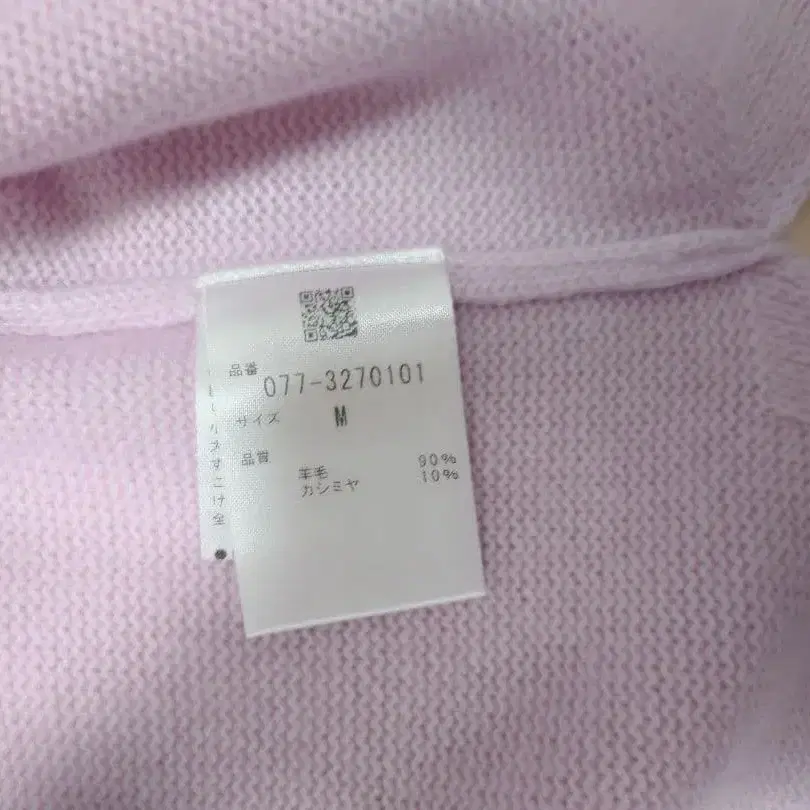 品番
077-3270101
サイズ M
品質
羊毛 90%
カシミヤ 10%